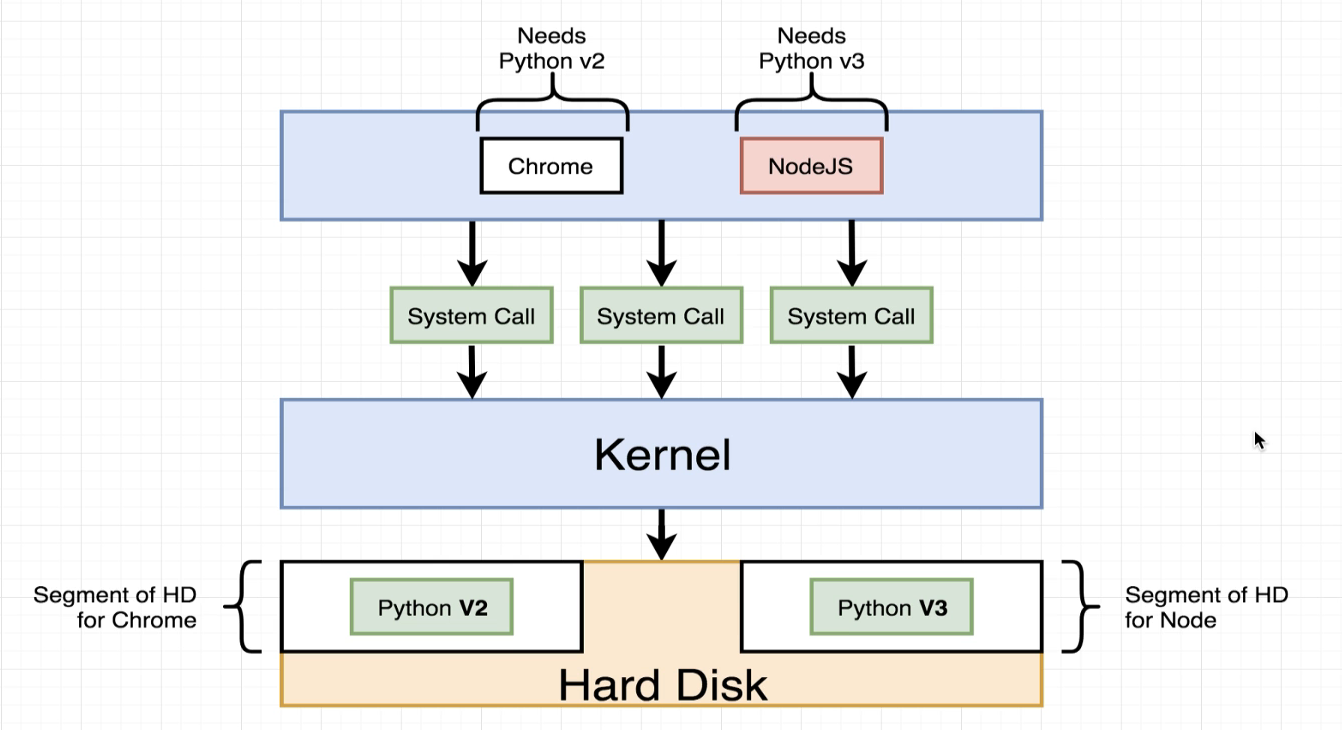 Needs
Python v2
Needs
Python v3
Chrome
NodeJS
System Call
System Call
System Call
Kernel
Segment of HD
for Chrome
Python V2
Python V3
Segment of HD
for Node
Hard Disk